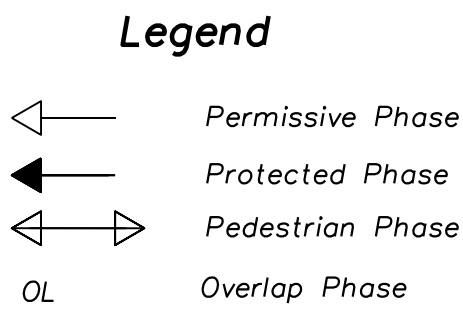 Legend
Permissive Phase
Protected Phase
Pedestrian Phase
OL Overlap Phase